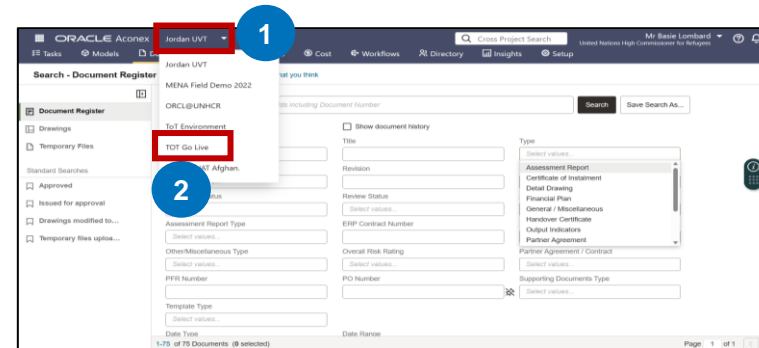 ORACLE Aconex
Jordan UVT
1
Cross Project Search
Mr Basie Lombard
United Nations High Commissioner for Refugees
Tasks
Models
D
Cost
Workflows
Directory
Insights
Setup
Search - Document Register
hat you think
Jordan UVT
MENA Field Demo 2022
ORCL@UNHCR
ToT Environment
TOT Go Live
AT Afghan.
2
including Document Number
Search
Save Search As...
Document Register
Drawings
Temporary Files
Standard Searches
Approved
Issued for approval
Drawings modified to...
Temporary files uploa...
Show document history
Title
Type
Select values...
Assessment Report
Certificate of Instalment
Detail Drawing
Financial Plan
General / Miscellaneous
Handover Certificate
Output Indicators
Partner Agreement
Revision
Review Status
Select values...
Assessment Report Type
ERP Contract Number
Select values...
Other/Miscellaneous Type
Overall Risk Rating
Partner Agreement / Contract
Select values...
Select values...
Select values...
PFR Number
PO Number
Supporting Documents Type
Select values...
Template Type
Select values...
Date Type
Date Range
1-75 of 75 Documents (0 selected)
Page 1 of 1